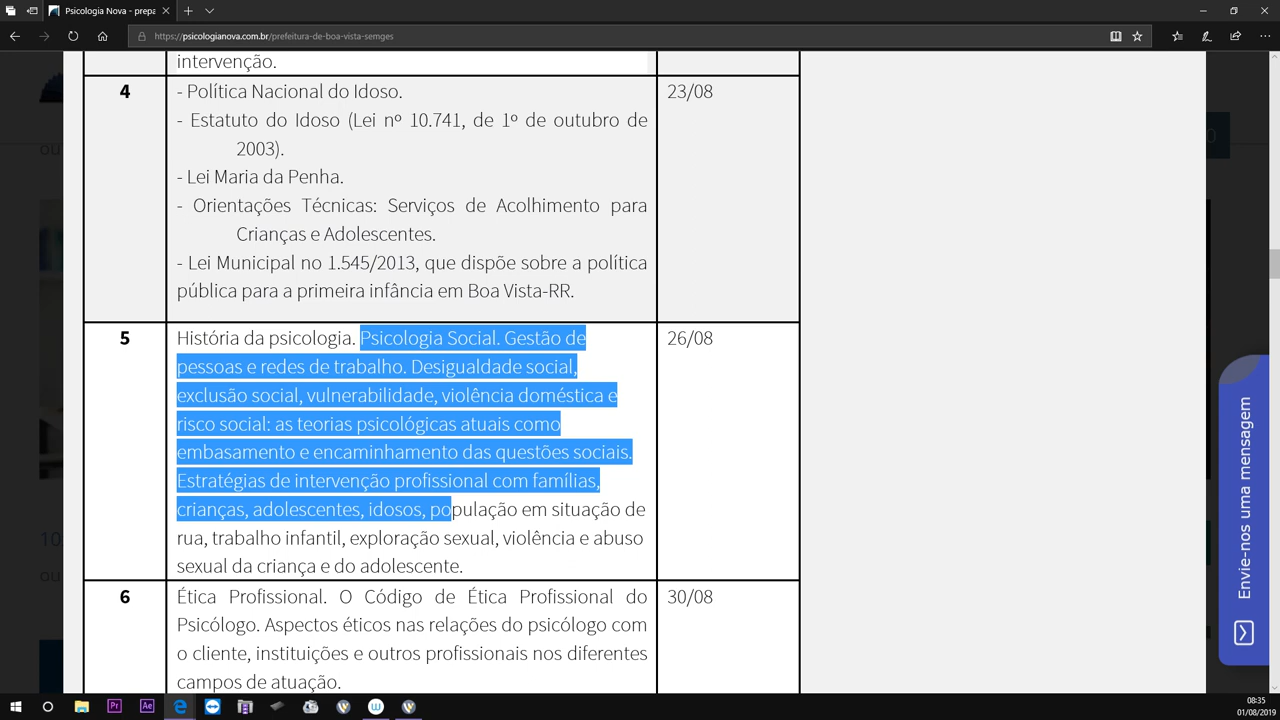 Psicologia Nova - prepa
https://psicologianova.com.br/prefeitura-de-boa-vista-semges
intervenção.
4
- Política Nacional do Idoso.
23/08
- Estatuto do Idoso (Lei nº 10.741, de 1º de outubro de
2003).
- Lei Maria da Penha.
- Orientações Técnicas: Serviços de Acolhimento para
Crianças e Adolescentes.
- Lei Municipal no 1.545/2013, que dispõe sobre a política
pública para a primeira infância em Boa Vista-RR.
5
História da psicologia. Psicologia Social. Gestão de
26/08
pessoas e redes de trabalho. Desigualdade social,
exclusão social, vulnerabilidade, violência doméstica e
risco social: as teorias psicológicas atuais como
embasamento e encaminhamento das questões sociais.
Estratégias de intervenção profissional com famílias,
crianças, adolescentes, idosos, população em situação de
rua, trabalho infantil, exploração sexual, violência e abuso
sexual da criança e do adolescente.
6
Ética Profissional. O Código de Ética Profissional do
30/08
Psicólogo. Aspectos éticos nas relações do psicólogo com
o cliente, instituições e outros profissionais nos diferentes
campos de atuação.
Envie-nos uma mensagem
ou
10
ou
0
Pr
Ae
08:35
01/08/2019